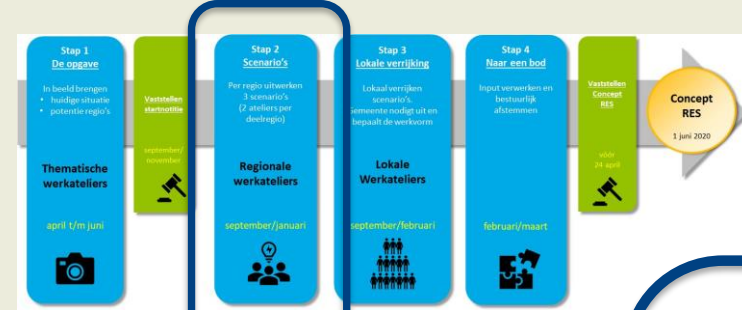 Stap 1
De opgave
In beeld brengen
• huidige situatie
• potentie regio's
Thematische
werkateliers
april t/m juni
Vaststellen
startnotitie
september/
november
Stap 2
Scenario's
Per regio uitwerken
3 scenario's
(2 ateliers per
deelregio)
Regionale
werkateliers
september/januari
Stap 3
Lokale verrijking
Lokaal verrijken
scenario's.
Gemeente nodigt uit en
bepaalt de werkvorm
Lokale
Werkateliers
september/februari
Stap 4
Naar een bod
Input verwerken en
bestuurlijk
afstemmen
februari/maart
Vaststellen
Concept
RES
vóór
24 april
Concept
RES
1 juni 2020